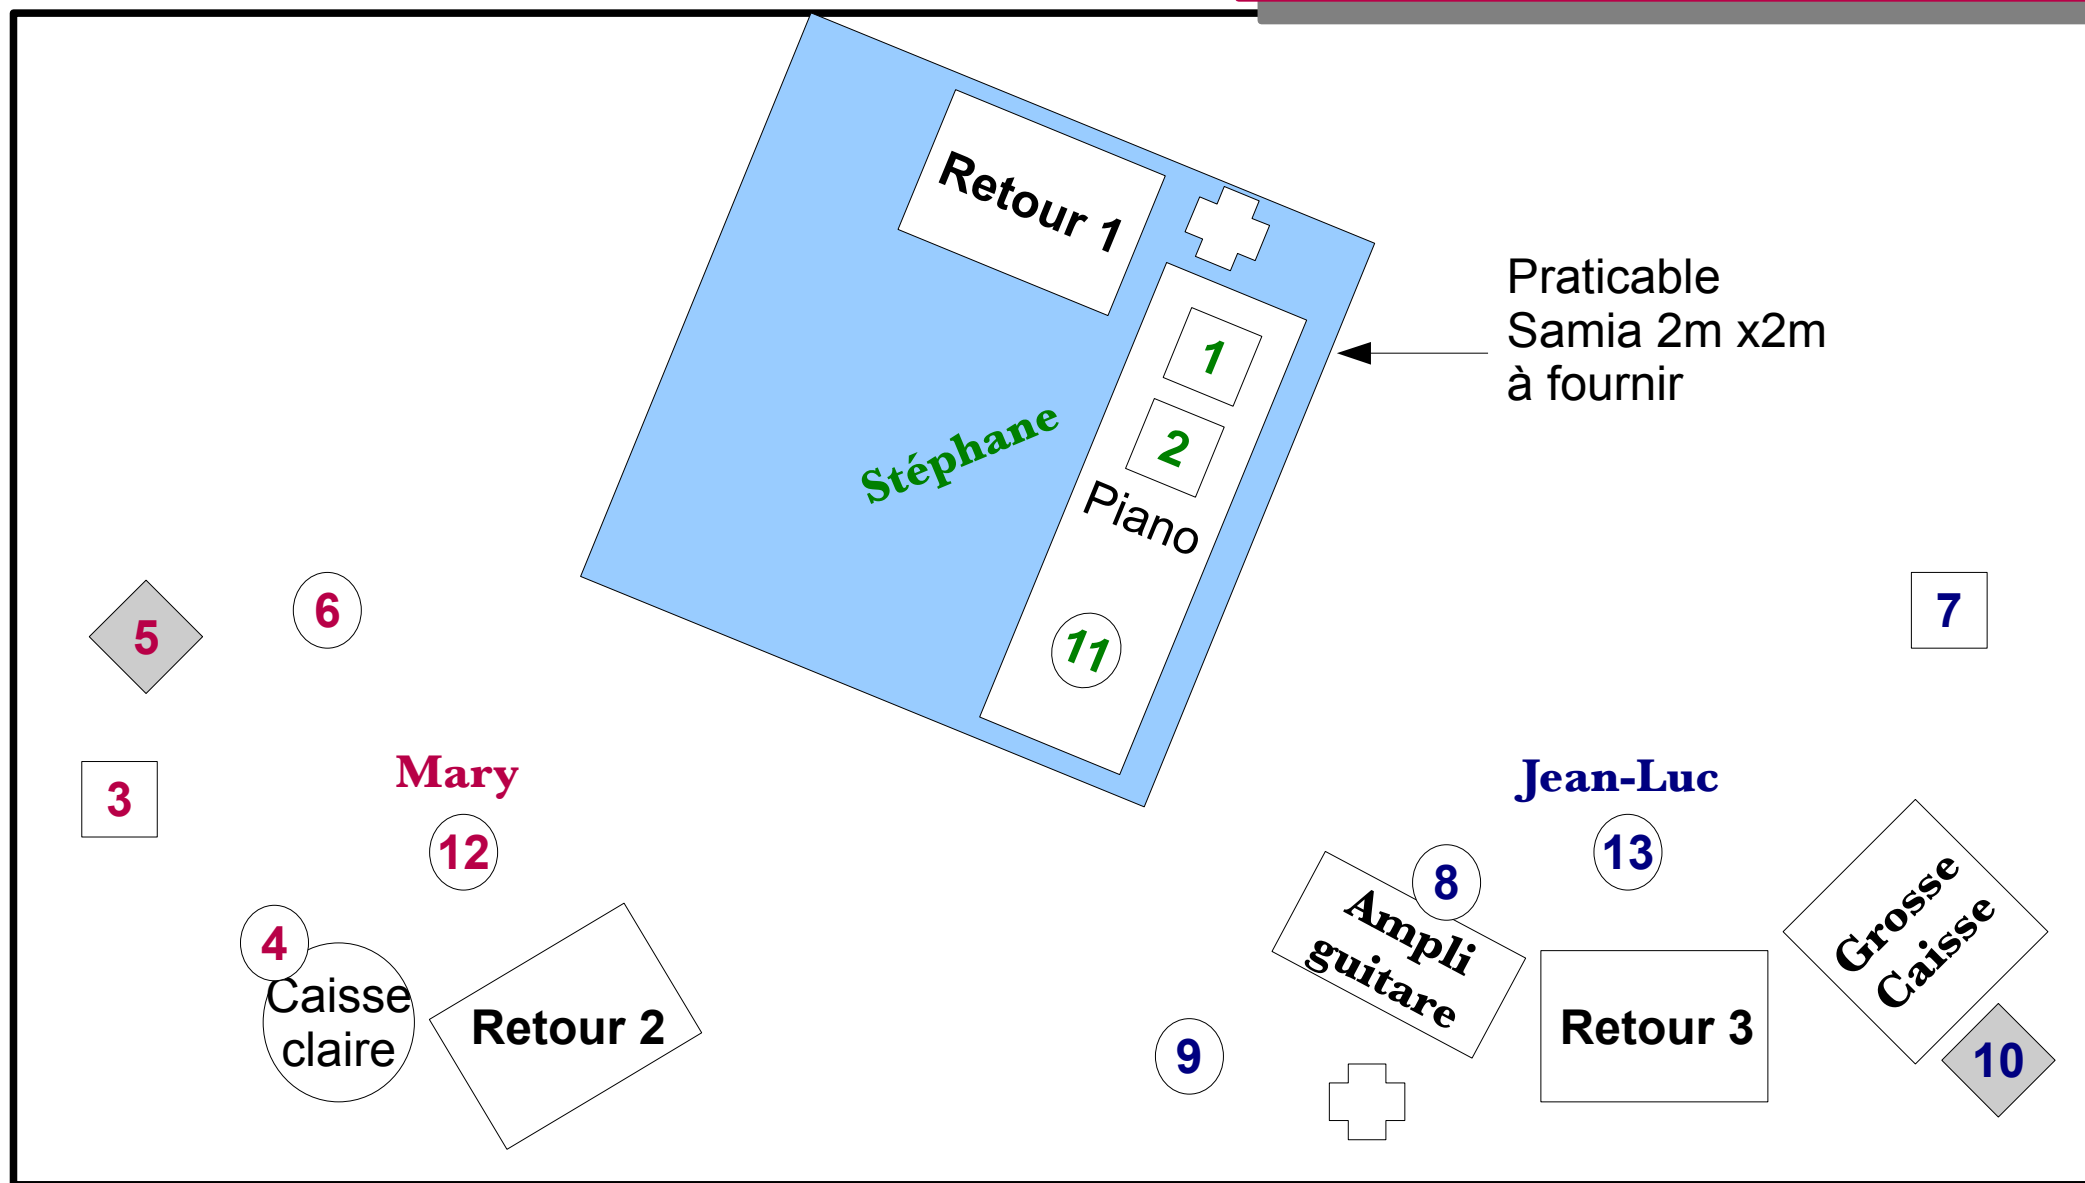 Retour 1
Praticable
Samia 2m x2m
à fournir
1
2
Stéphane
Piano
5
6
11
7
3
Mary
12
Jean-Luc
13
8
4
Caisse
claire
Retour 2
9
Ampli
guitare
Retour 3
Grosse
Caisse
10